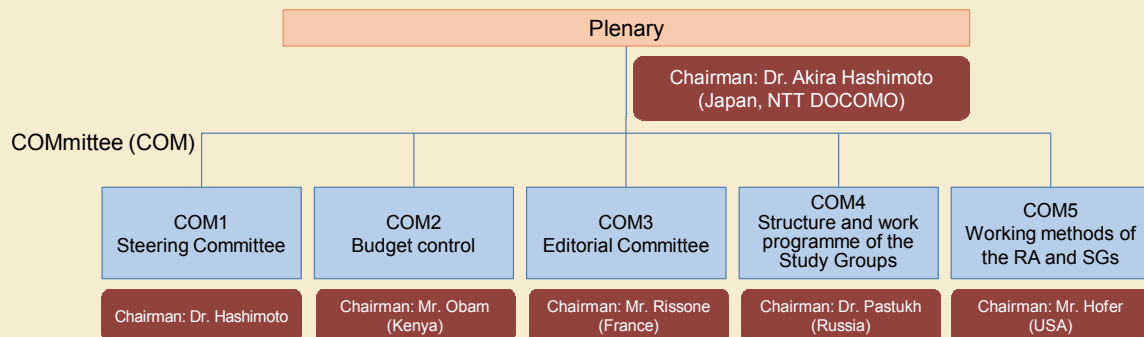 Plenary
Chairman: Dr. Akira Hashimoto
(Japan, NTT DOCOMO)
COMmittee (COM)
COM1
Steering Committee
COM2
Budget control
COM3
Editorial Committee
COM4
Structure and work
programme of the
Study Groups
COM5
Working methods of
the RA and SGs
Chairman: Dr. Hashimoto
Chairman: Mr. Obam
(Kenya)
Chairman: Mr. Rissone
(France)
Chairman: Dr. Pastukh
(Russia)
Chairman: Mr. Hofer
(USA)